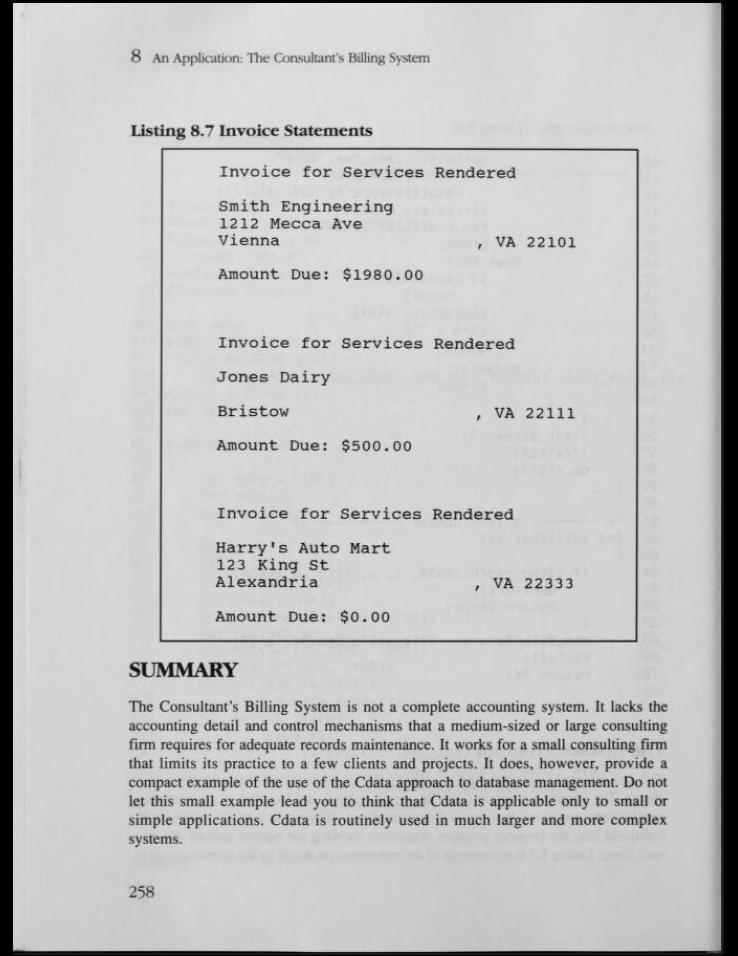 8 An Application: The Consultant's Billing System
Listing 8.7 Invoice Statements
Invoice for Services Rendered
Smith Engineering
1212 Mecca Ave
Vienna , VA 22101
Amount Due: $1980.00
Invoice for Services Rendered
Jones Dairy
Bristow , VA 22111
Amount Due: $500.00
Invoice for Services Rendered
Harry's Auto Mart
123 King St
Alexandria , VA 22333
Amount Due: $0.00
SUMMARY
The Consultant's Billing System is not a complete accounting system. It lacks the
accounting detail and control mechanisms that a medium-sized or large consulting
firm requires for adequate records maintenance. It works for a small consulting firm
that limits its practice to a few clients and projects. It does, however, provide a
compact example of the use of the Cdata approach to database management. Do not
let this small example lead you to think that Cdata is applicable only to small or
simple applications. Cdata is routinely used in much larger and more complex
systems.
258